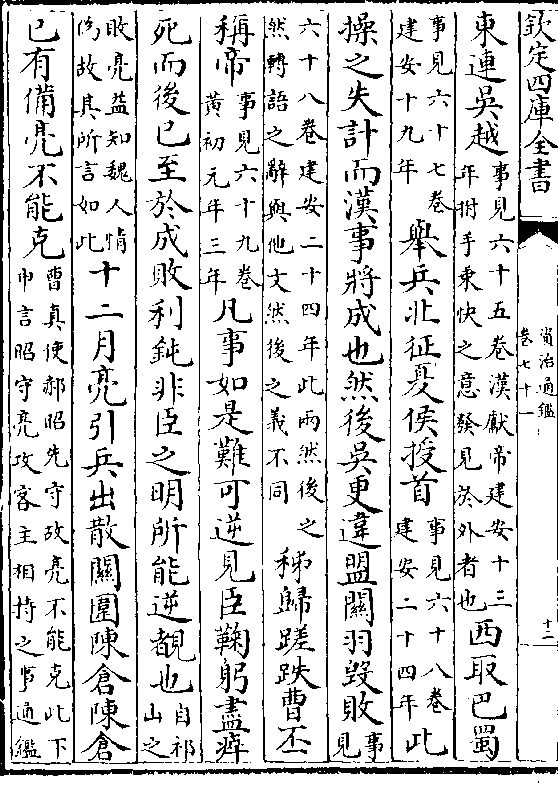 欽定四庫全書
資治通鑑
卷七十一
十二
東連吳越事見六十五卷漢獻帝建安十三年拊手東快之意發見於外者也西取巴蜀
事見六十七卷建安十九年舉兵北征夏侯授首事見六十八卷建安二十四年此
操之失計而漢事將成也然後吳更違盟關羽毀敗事見
六十八卷建安二十四年此兩然後之然轉語之辭與他文然後之義不同秭歸蹉跌曹丕
稱帝事見六十九卷黃初元年三年凡事如是難可逆見臣鞠躬盡瘁
死而後已至於成敗利鈍非臣之明所能逆覩也自祁山之
敗亮益知魏人情僞故其所言如此十二月亮引兵出散關圍陳倉陳倉
已有備亮不能克曹真使郝昭先守故亮不能克此下巾言昭守亮攻客主相持之事通鑑